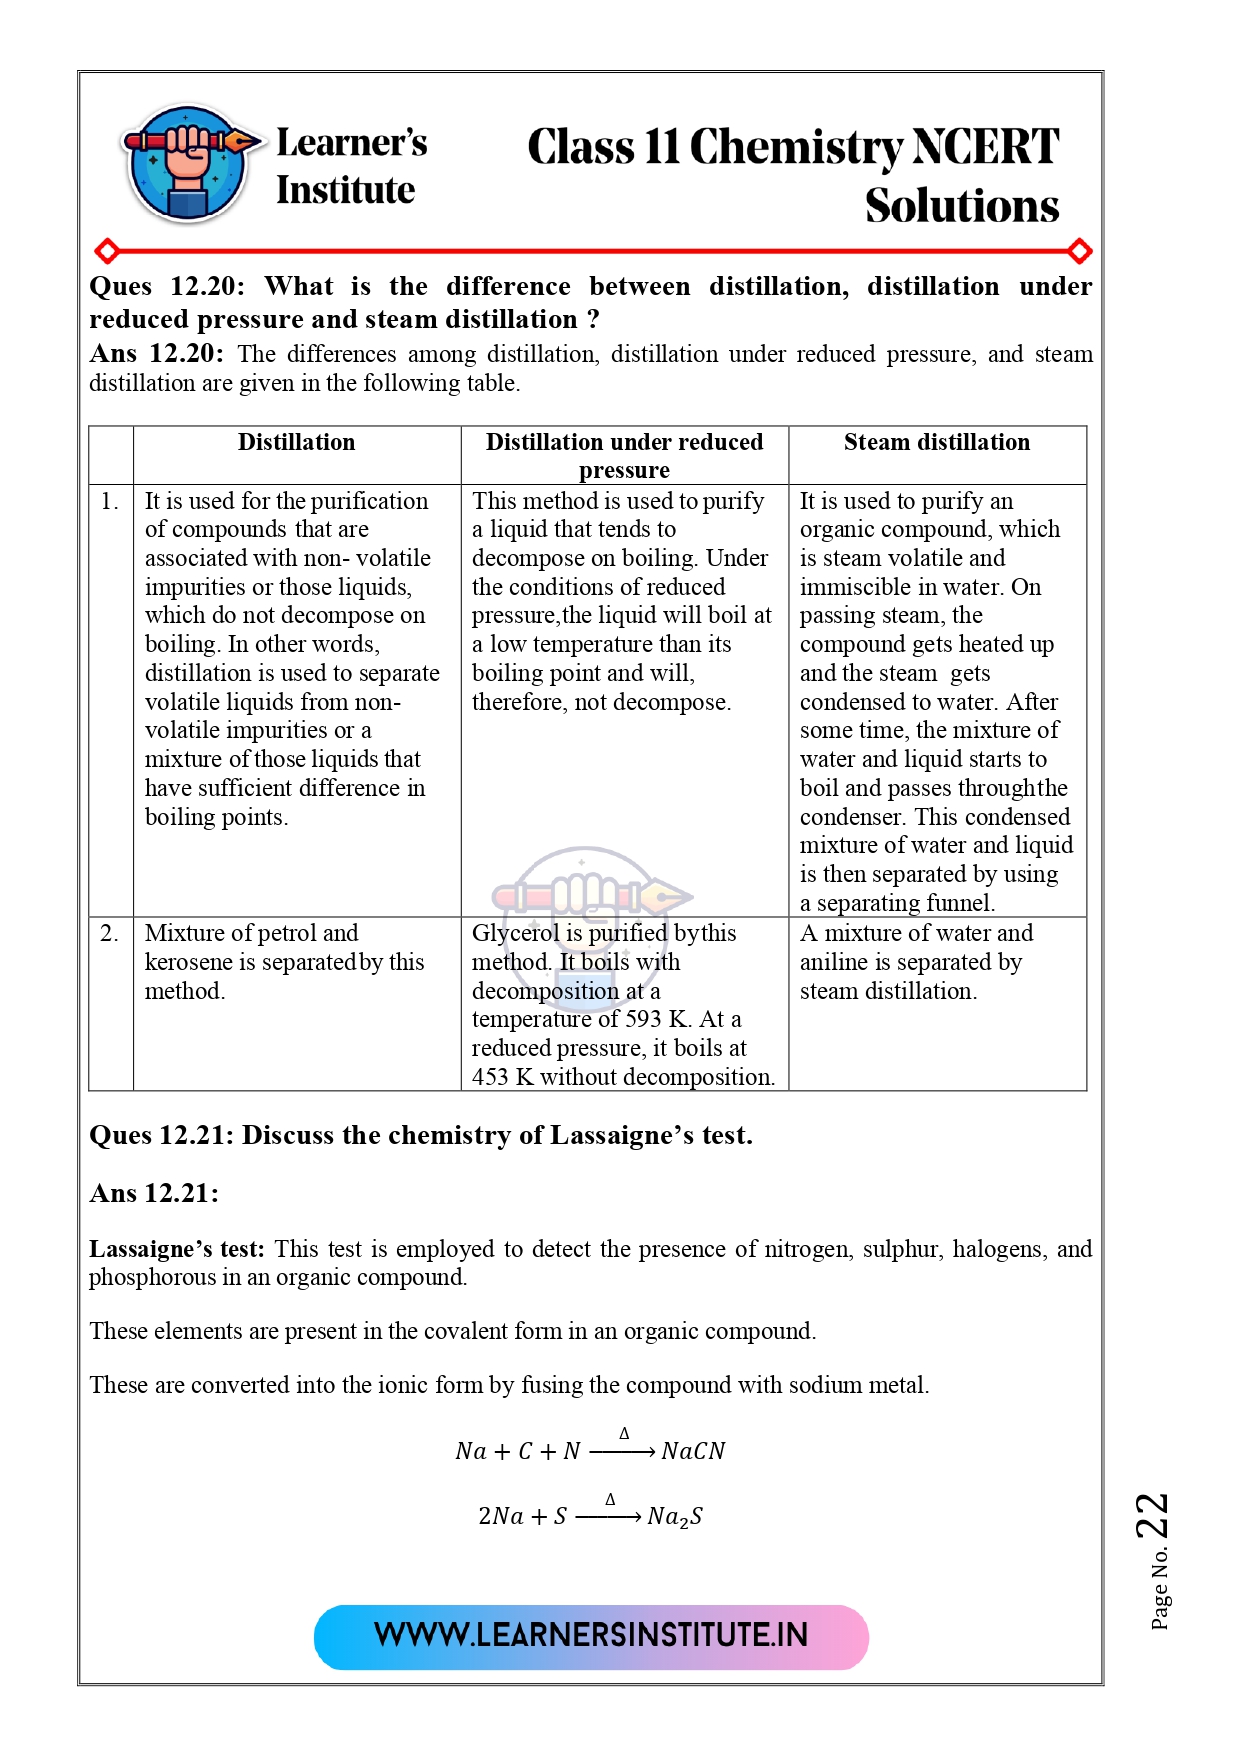 Learner's
Institute
Class 11 Chemistry NCERT
Solutions
Ques 12.20: What is the difference between distillation, distillation under
reduced pressure and steam distillation ?
Ans 12.20: The differences among distillation, distillation under reduced pressure, and steam
distillation are given in the following table.
Distillation
Distillation under reduced
pressure
Steam distillation
1.
It is used for the purification
of compounds that are
associated with non- volatile
impurities or those liquids,
which do not decompose on
boiling. In other words,
distillation is used to separate
volatile liquids from non-
volatile impurities or a
mixture of those liquids that
have sufficient difference in
boiling points.
This method is used to purify
a liquid that tends to
decompose on boiling. Under
the conditions of reduced
pressure,the liquid will boil at
a low temperature than its
boiling point and will,
therefore, not decompose.
It is used to purify an
organic compound, which
is steam volatile and
immiscible in water. On
passing steam, the
compound gets heated up
and the steam gets
condensed to water. After
some time, the mixture of
water and liquid starts to
boil and passes throughthe
condenser. This condensed
mixture of water and liquid
is then separated by using
a separating funnel.
2.
Mixture of petrol and
kerosene is separated by this
method.
Glycerol is purified by this
method. It boils with
decomposition at a
temperature of 593 K. At a
reduced pressure, it boils at
453 K without decomposition.
A mixture of water and
aniline is separated by
steam distillation.
Ques 12.21: Discuss the chemistry of Lassaigne's test.
Ans 12.21:
Lassaigne's test: This test is employed to detect the presence of nitrogen, sulphur, halogens, and
phosphorous in an organic compound.
These elements are present in the covalent form in an organic compound.
These are converted into the ionic form by fusing the compound with sodium metal.
Na + C + N —Δ→ NaCN
2Na + S —Δ→ Na₂S
Page No. 22
WWW.LEARNERSINSTITUTE.IN